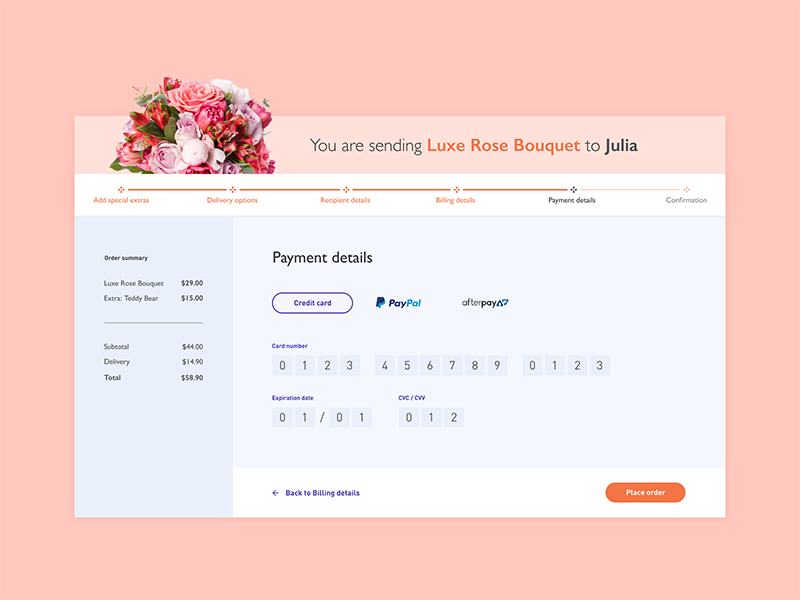 You are sending Luxe Rose Bouquet to Julia
Add special extras Delivery options Recipient details Billing details Payment details Confirmation
Order summary
Luxe Rose Bouquet $29.00
Extra: Teddy Bear $15.00
Subtotal $44.00
Delivery $14.90
Total $58.90
Payment details
Credit card PayPal afterpay
Card number
0 1 2 3 4 5 6 7 8 9 0 1 2 3
Expiration date CVC / CVV
0 1 / 0 1 0 1 2
← Back to Billing details Place order